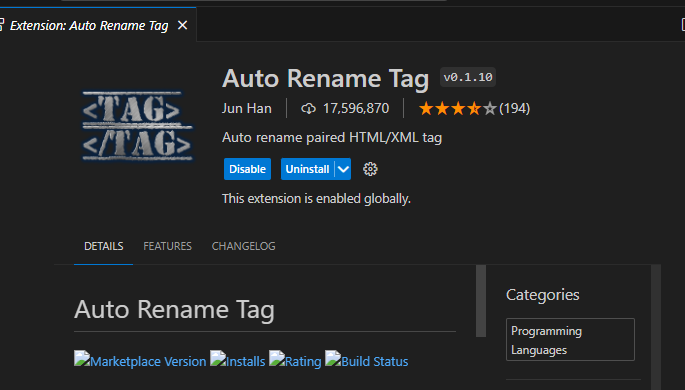 Extension: Auto Rename Tag
<TAG>
</TAG>
Auto Rename Tag v0.1.10
Jun Han 17,596,870 (194)
Auto rename paired HTML/XML tag
Disable Uninstall
This extension is enabled globally.
DETAILS FEATURES CHANGELOG
Auto Rename Tag
Marketplace Version Installs Rating Build Status
Categories
Programming
Languages